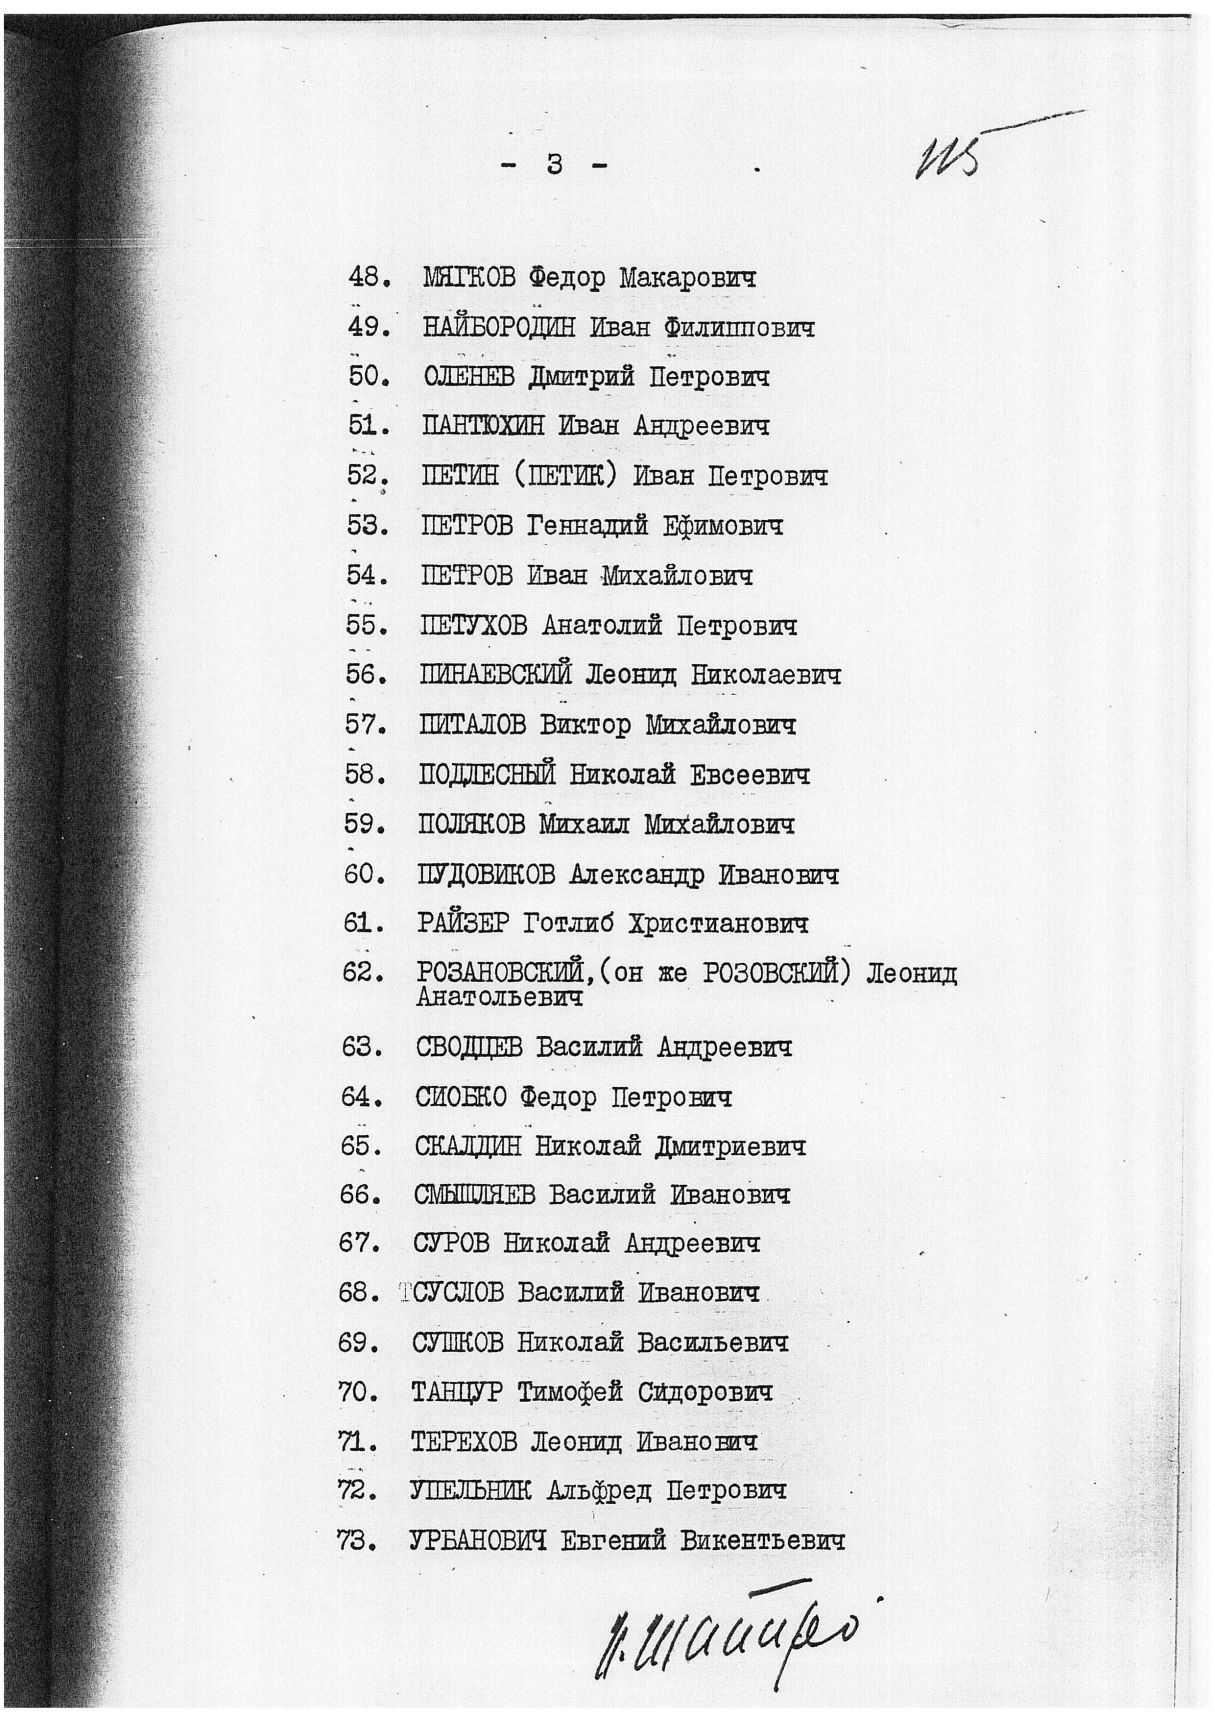 - 3 -
115
48. МЯГКОВ Федор Макарович
49. НАЙБОРОДИН Иван Филиппович
50. ОЛЕНЕВ Дмитрий Петрович
51. ПАНТЮХИН Иван Андреевич
52. ПЕТИН (ПЕТИК) Иван Петрович
53. ПЕТРОВ Геннадий Ефимович
54. ПЕТРОВ Иван Михайлович
55. ПЕТУХОВ Анатолий Петрович
56. ПИНАЕВСКИЙ Леонид Николаевич
57. ПИТАЛОВ Виктор Михайлович
58. ПОДЛЕСНЫЙ Николай Евсеевич
59. ПОЛЯКОВ Михаил Михайлович
60. ПУДОВИКОВ Александр Иванович
61. РАЙЗЕР Готлиб Христианович
62. РОЗАНОВСКИЙ,(он же РОЗОВСКИЙ) Леонид
Анатольевич
63. СВОДЦЕВ Василий Андреевич
64. СИОБКО Федор Петрович
65. СКАЛДИН Николай Дмитриевич
66. СМЫШЛЯЕВ Василий Иванович
67. СУРОВ Николай Андреевич
68. ТСУСЛОВ Василий Иванович
69. СУШКОВ Николай Васильевич
70. ТАНЦУР Тимофей Сидорович
71. ТЕРЕХОВ Леонид Иванович
72. УПЕЛЬНИК Альфред Петрович
73. УРБАНОВИЧ Евгений Викентьевич